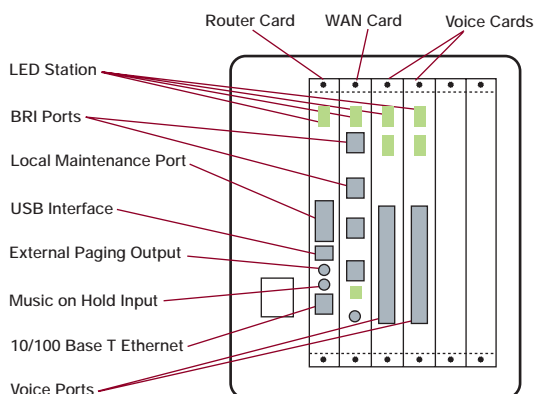 Router Card
WAN Card
Voice Cards
LED Station
BRI Ports
Local Maintenance Port
USB Interface
External Paging Output
Music on Hold Input
10/100 Base T Ethernet
Voice Ports